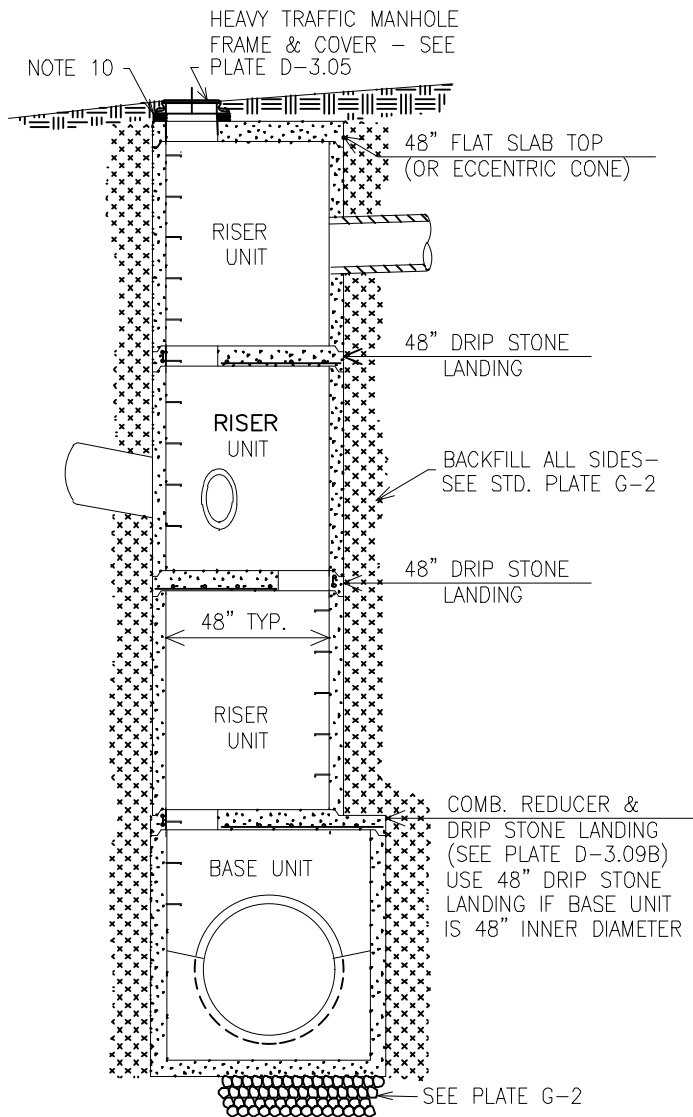 HEAVY TRAFFIC MANHOLE
FRAME & COVER – SEE
PLATE D–3.05
NOTE 10
48" FLAT SLAB TOP
(OR ECCENTRIC CONE)
RISER
UNIT
48" DRIP STONE
LANDING
RISER
UNIT
BACKFILL ALL SIDES–
SEE STD. PLATE G–2
48" DRIP STONE
LANDING
48" TYP.
RISER
UNIT
COMB. REDUCER &
DRIP STONE LANDING
(SEE PLATE D–3.09B)
USE 48" DRIP STONE
LANDING IF BASE UNIT
IS 48" INNER DIAMETER
BASE UNIT
SEE PLATE G–2